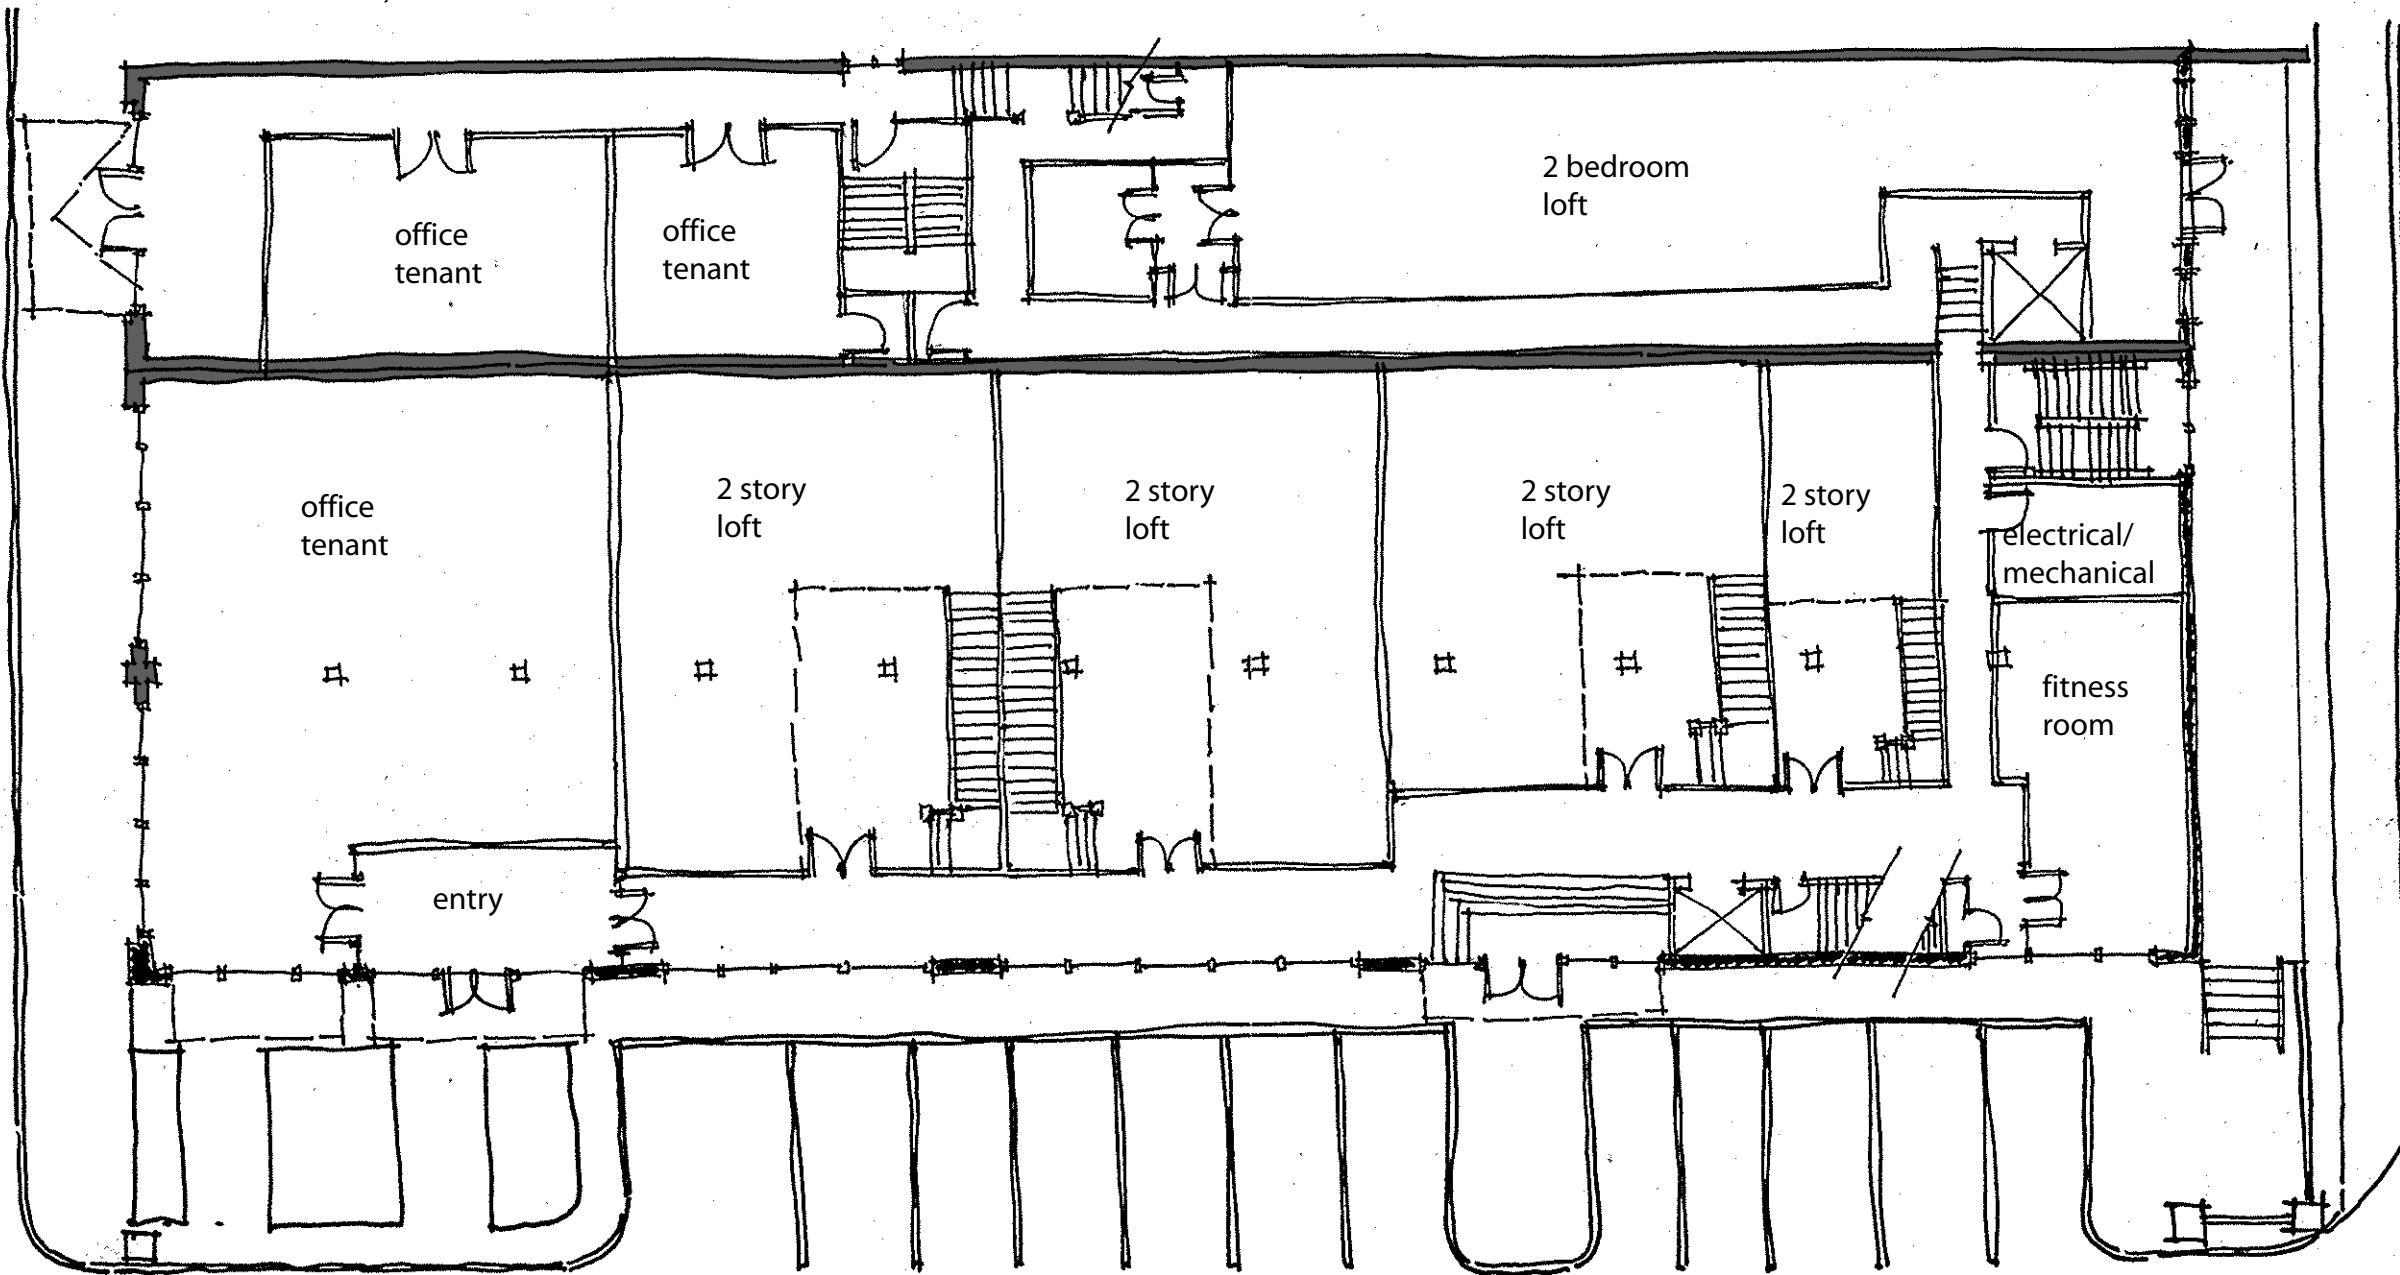 2 bedroom
loft
office
tenant
office
tenant
office
tenant
2 story
loft
2 story
loft
2 story
loft
2 story
loft
electrical/
mechanical
fitness
room
entry